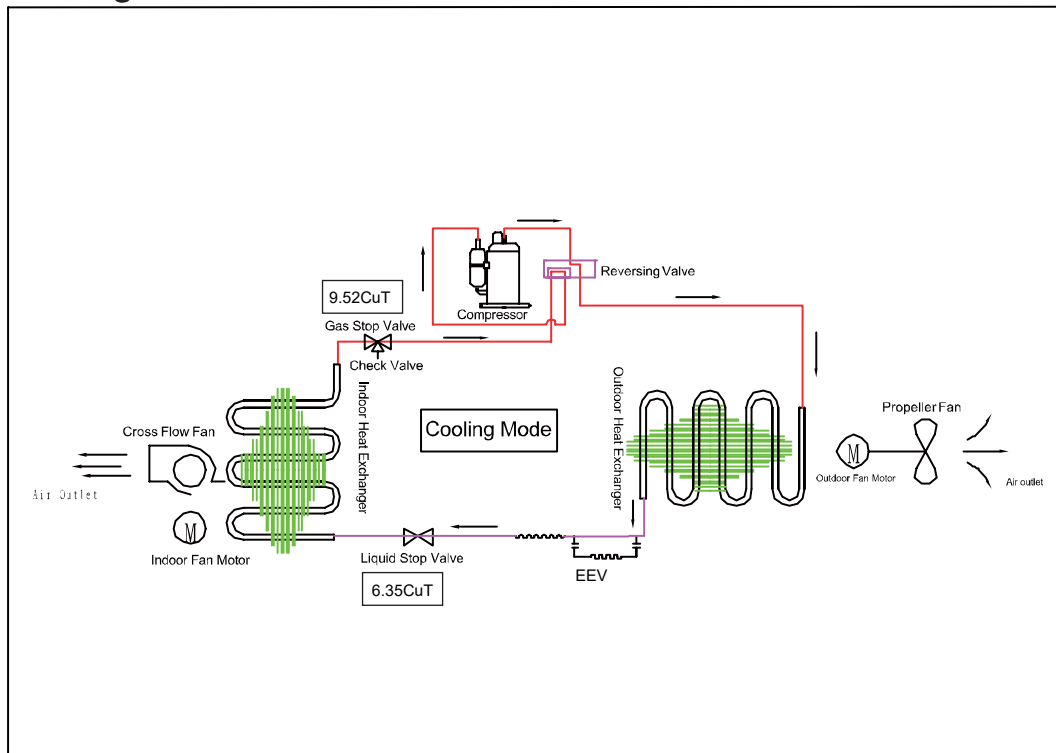 Reversing Valve
9.52CuT
Compressor
Gas Stop Valve
Check Valve
Indoor Heat Exchanger
Outdoor Heat Exchanger
Cooling Mode
Propeller Fan
Cross Flow Fan
M
Outdoor Fan Motor
Air outlet
Air Outlet
M
Indoor Fan Motor
Liquid Stop Valve
EEV
6.35CuT